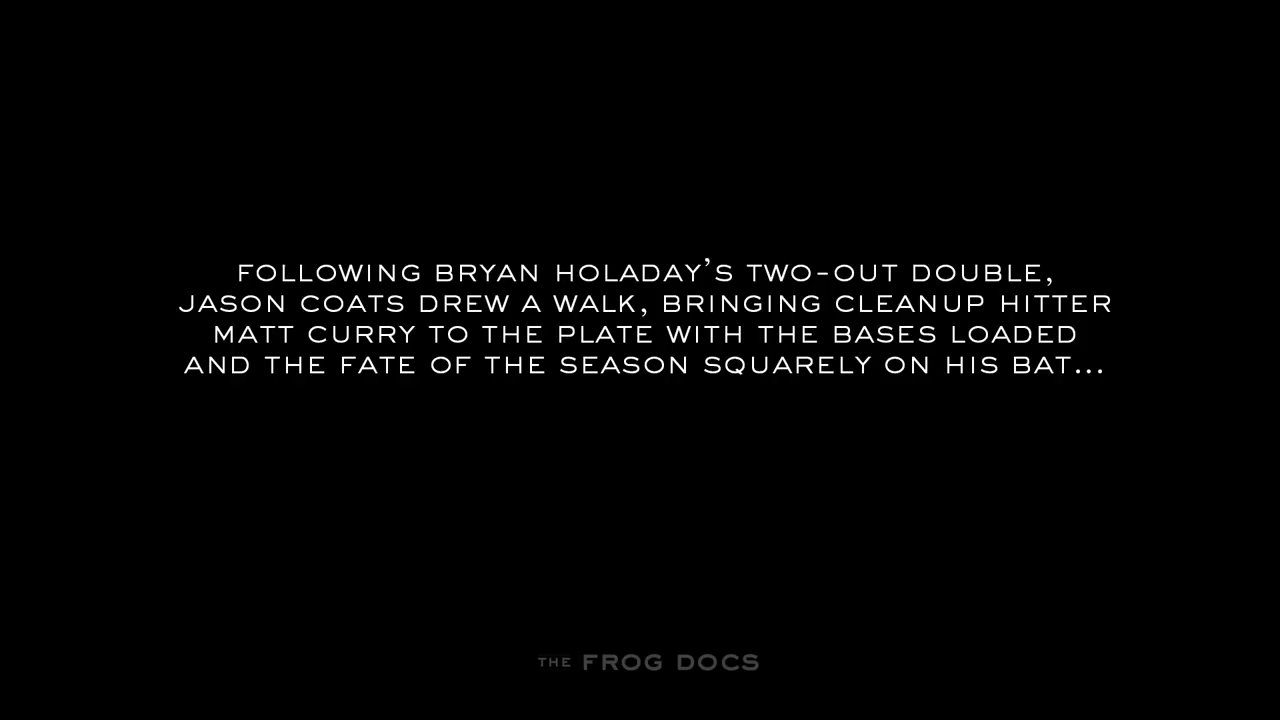 FOLLOWING BRYAN HOLADAY’S TWO-OUT DOUBLE,
JASON COATS DREW A WALK, BRINGING CLEANUP HITTER
MATT CURRY TO THE PLATE WITH THE BASES LOADED
AND THE FATE OF THE SEASON SQUARELY ON HIS BAT...
THE FROG DOCS